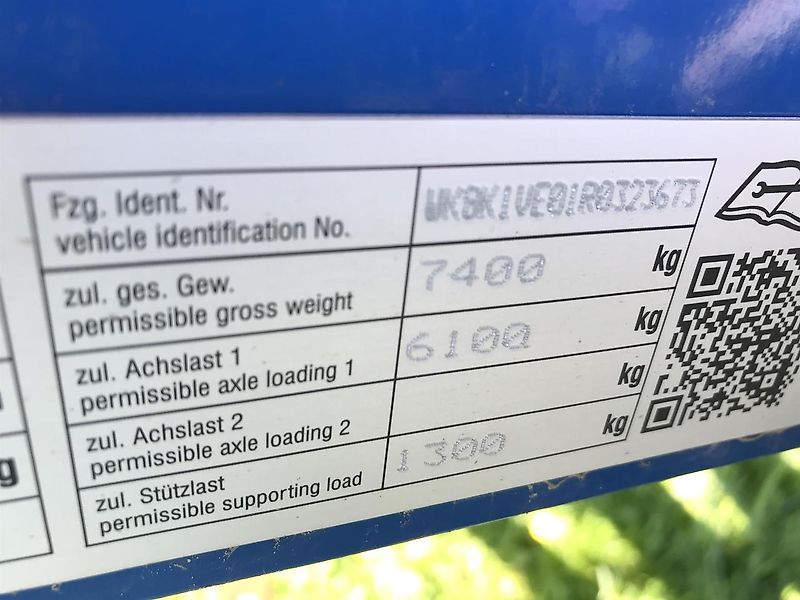 Fzg. Ident. Nr.
vehicle identification No.
WKBK1VE01R0323673
zul. ges. Gew.
permissible gross weight
7400 kg
zul. Achslast 1
permissible axle loading 1
6100 kg
zul. Achslast 2
permissible axle loading 2
kg
zul. Stützlast
permissible supporting load
1300 kg
g